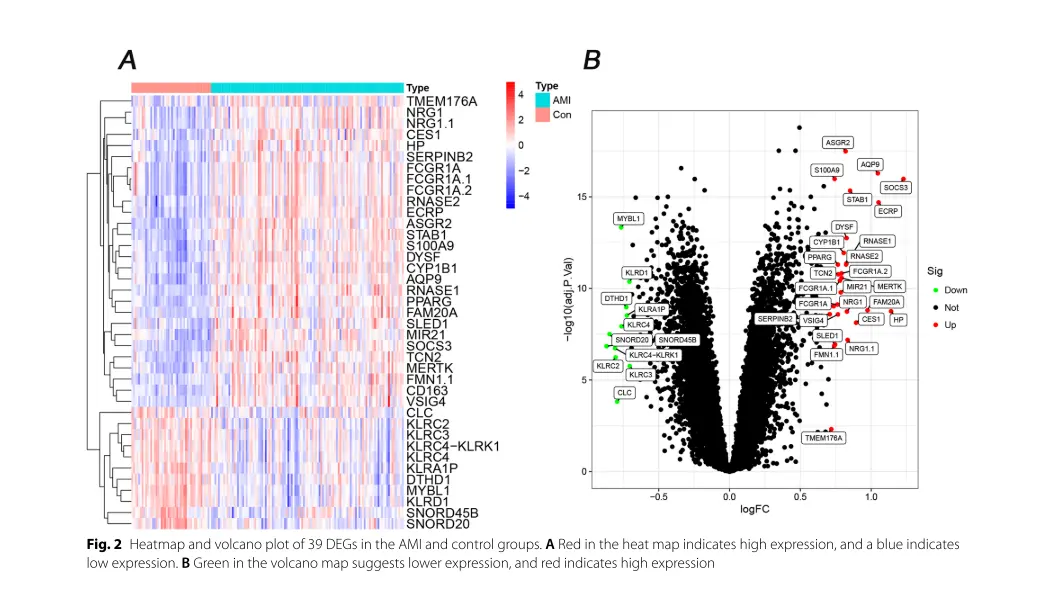 A
B
Type
TMEM176A
NRG1
NRG1.1
CES1
HP
SERPINB2
FCGR1A
FCGR1A.1
FCGR1A.2
RNASE2
ECRP
ASGR2
STAB1
S100A9
DYSF
CYP1B1
AQP9
RNASE1
PPARG
FAM20A
SLED1
MIR21
SOCS3
TCN2
MERTK
FMN1.1
CD163
VSIG4
CLC
KLRC2
KLRC3
KLRC4−KLRK1
KLRC4
KLRA1P
DTHD1
MYBL1
KLRD1
SNORD45B
SNORD20
4
2
0
−2
−4
Type
AMI
Con
−log10(adj.P.Val)
15
10
5
0
−0.5
0.0
0.5
1.0
logFC
ASGR2
AQP9
S100A9
SOCS3
STAB1
ECRP
MYBL1
DYSF
CYP1B1
RNASE1
PPARG
RNASE2
KLRD1
TCN2
FCGR1A.2
FCGR1A.1
MIR21
MERTK
DTHD1
KLRA1P
FCGR1A
NRG1
FAM20A
KLRC4
SERPINB2
VSIG4
CES1
HP
SNORD20
SNORD45B
SLED1
KLRC4−KLRK1
FMN1.1
NRG1.1
KLRC2
KLRC3
CLC
TMEM176A
Sig
Down
Not
Up
Fig. 2 Heatmap and volcano plot of 39 DEGs in the AMI and control groups. A Red in the heat map indicates high expression, and a blue indicates
low expression. B Green in the volcano map suggests lower expression, and red indicates high expression